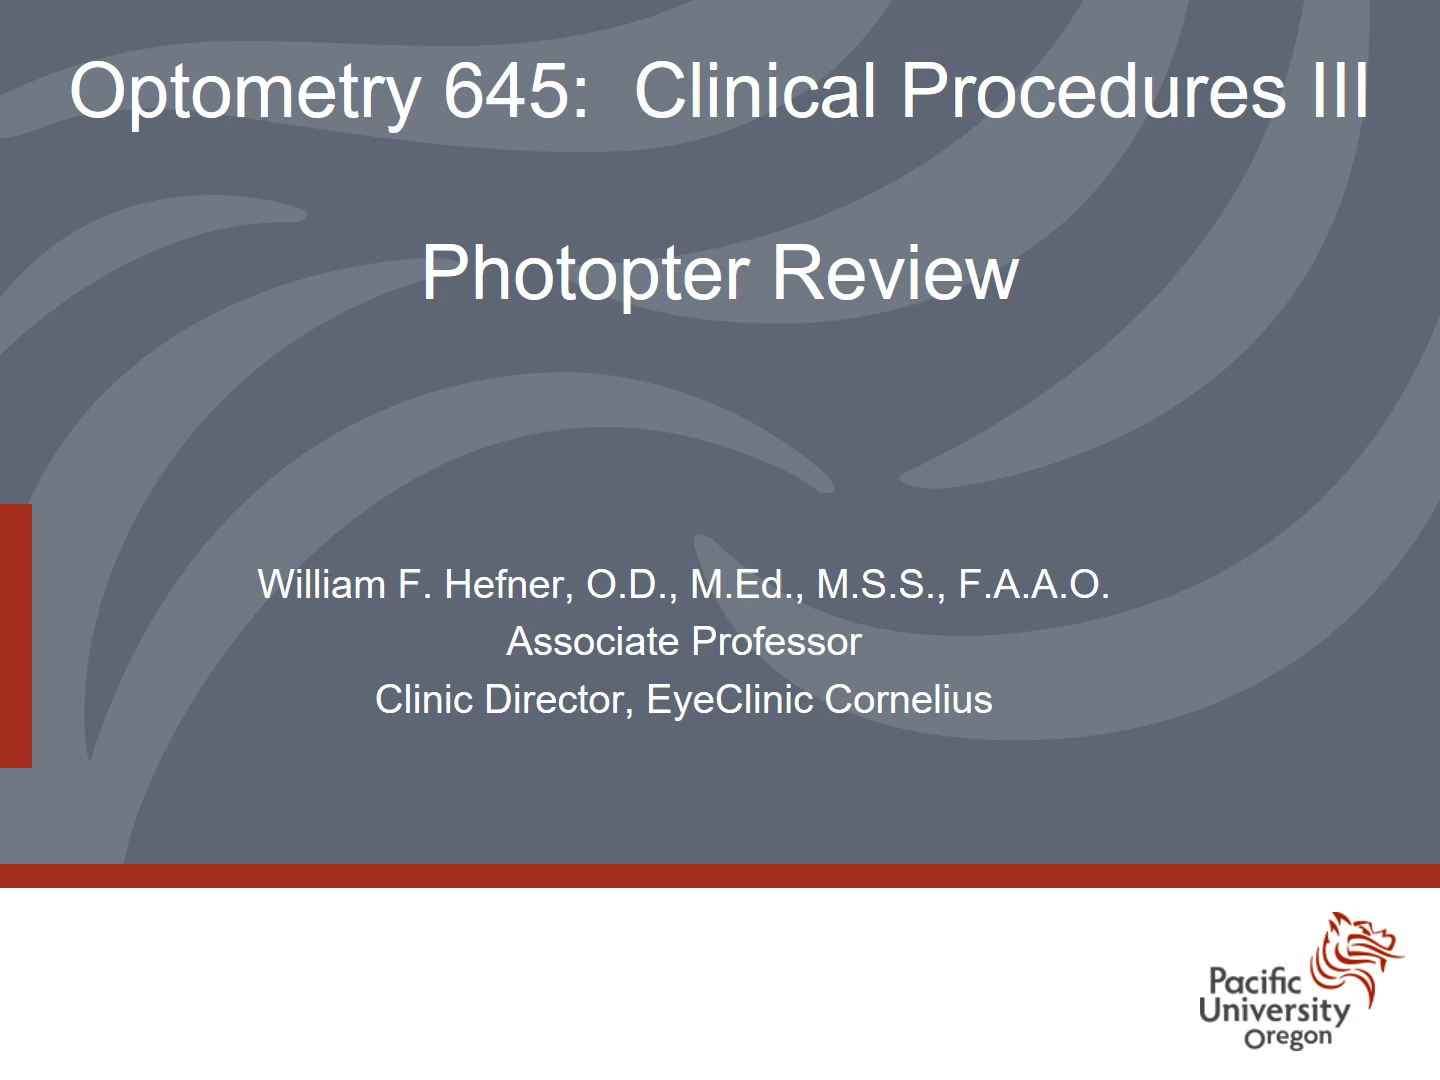 Optometry 645:  Clinical Procedures III
Photopter Review
William F. Hefner, O.D., M.Ed., M.S.S., F.A.A.O.
Associate Professor
Clinic Director, EyeClinic Cornelius
Pacific
University
Oregon